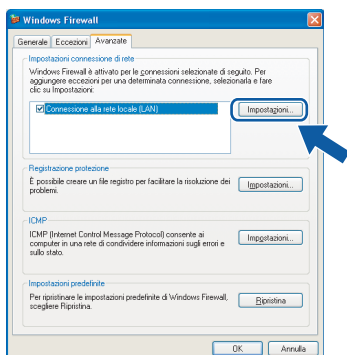 Windows Firewall
Generale Eccezioni Avanzate
Impostazioni connessione di rete
Windows Firewall è attivato per le connessioni selezionate di seguito. Per
aggiungere eccezioni per una determinata connessione, selezionarla e fare
clic su Impostazioni:
Connessione alla rete locale (LAN)
Impostazioni...
Registrazione protezione
È possibile creare un file registro per facilitare la risoluzione dei
problemi.
Impostazioni...
ICMP
ICMP (Internet Control Message Protocol) consente ai
computer in una rete di condividere informazioni sugli errori e
sullo stato.
Impostazioni...
Impostazioni predefinite
Per ripristinare le impostazioni predefinite di Windows Firewall,
scegliere Ripristina.
Ripristina
OK Annulla